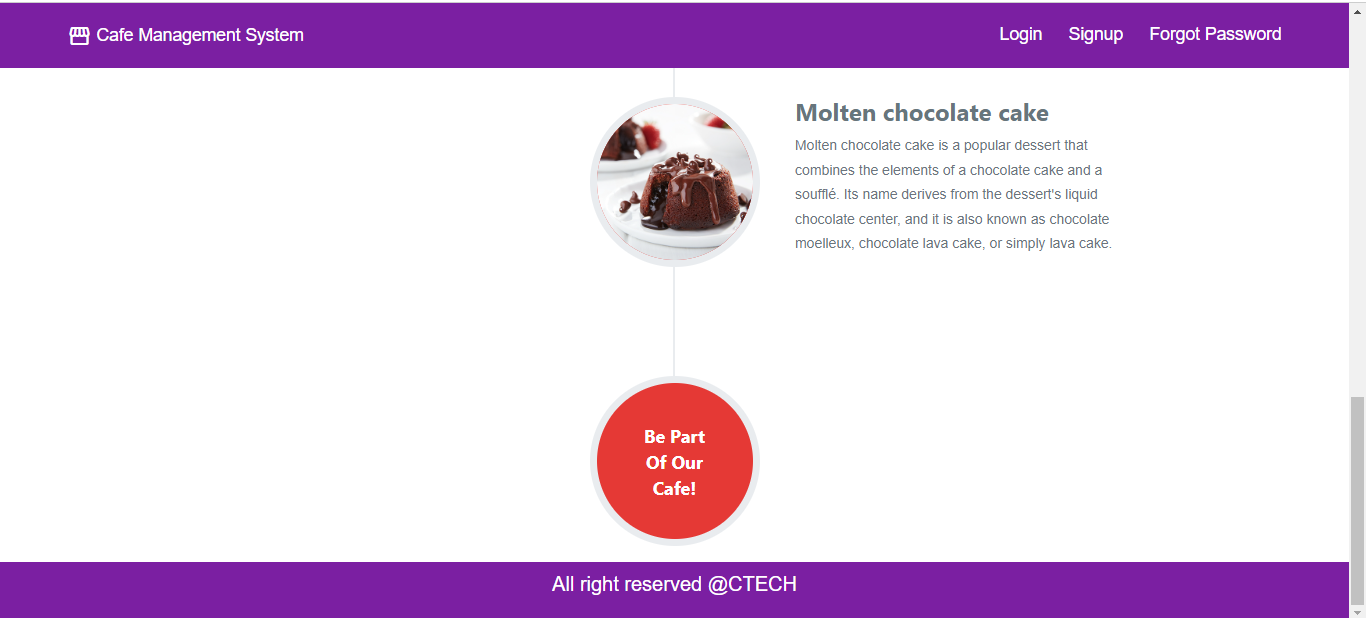 Cafe Management System
Login Signup Forgot Password
Molten chocolate cake
Molten chocolate cake is a popular dessert that
combines the elements of a chocolate cake and a
soufflé. Its name derives from the dessert's liquid
chocolate center, and it is also known as chocolate
moelleux, chocolate lava cake, or simply lava cake.
Be Part
Of Our
Cafe!
All right reserved @CTECH